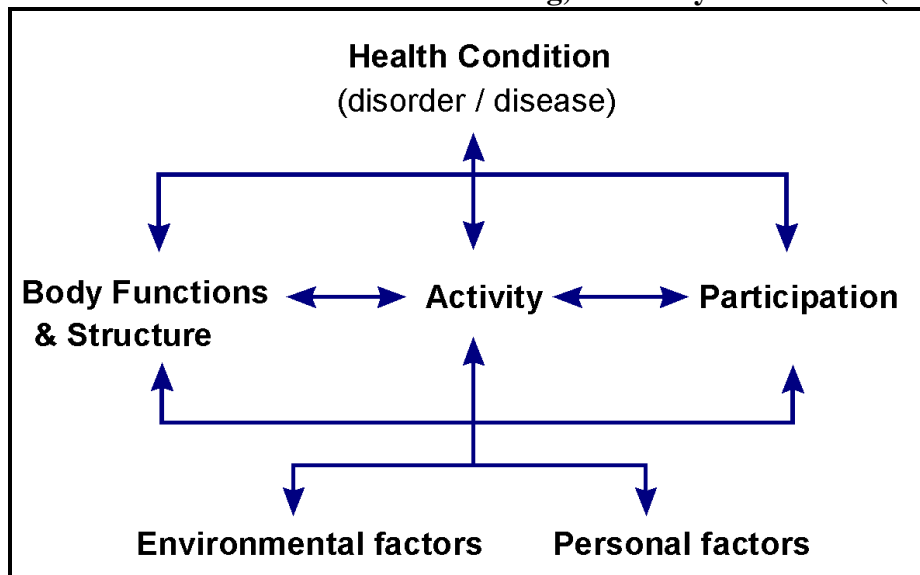 Health Condition
(disorder / disease)
Body Functions
& Structure
Activity
Participation
Environmental factors
Personal factors